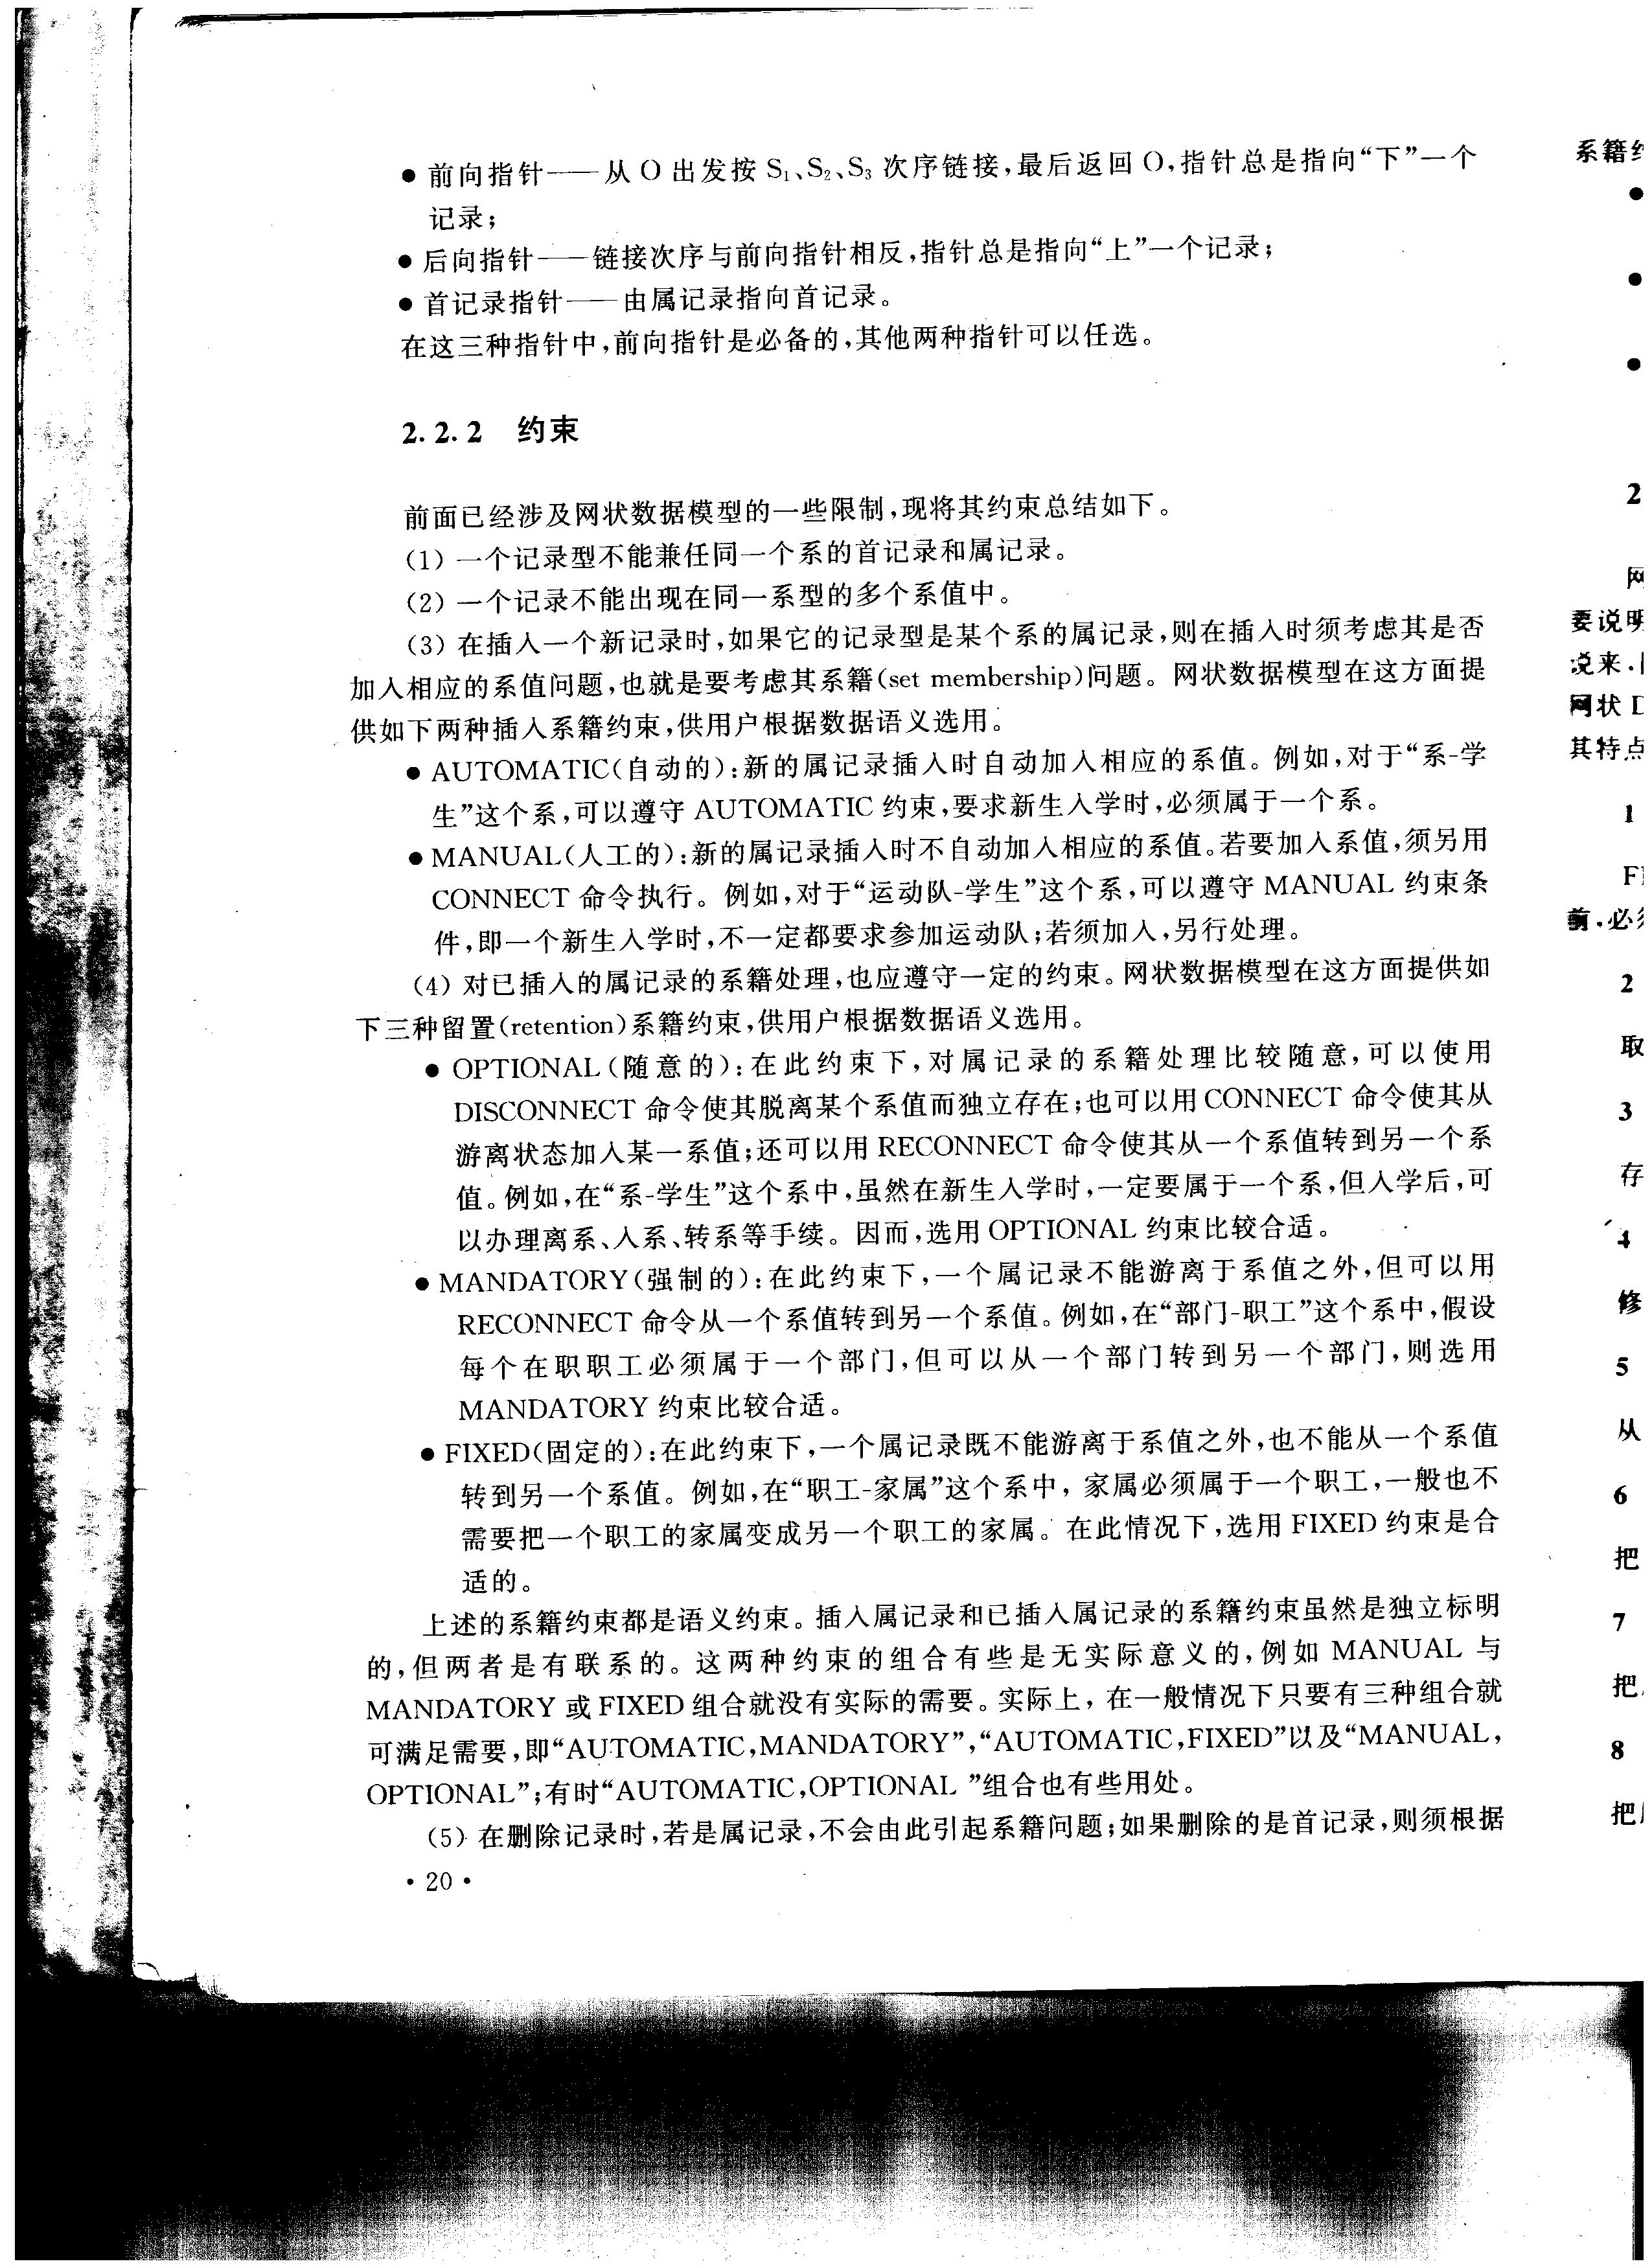 ● 前向指针——从 O 出发按 S₁、S₂、S₃ 次序链接，最后返回 O，指针总是指向“下”一个
记录；
● 后向指针——链接次序与前向指针相反，指针总是指向“上”一个记录；
● 首记录指针——由属记录指向首记录。
在这三种指针中，前向指针是必备的，其他两种指针可以任选。
2.2.2 约束
前面已经涉及网状数据模型的一些限制，现将其约束总结如下。
(1) 一个记录型不能兼任同一个系的首记录和属记录。
(2) 一个记录不能出现在同一系型的多个系值中。
(3) 在插入一个新记录时，如果它的记录型是某个系的属记录，则在插入时须考虑其是否
加入相应的系值问题，也就是要考虑其系籍(set membership)问题。网状数据模型在这方面提
供如下两种插入系籍约束，供用户根据数据语义选用。
● AUTOMATIC(自动的)：新的属记录插入时自动加入相应的系值。例如，对于“系-学
生”这个系，可以遵守 AUTOMATIC 约束，要求新生入学时，必须属于一个系。
● MANUAL(人工的)：新的属记录插入时不自动加入相应的系值。若要加入系值，须另用
CONNECT 命令执行。例如，对于“运动队-学生”这个系，可以遵守 MANUAL 约束条
件，即一个新生入学时，不一定都要求参加运动队；若须加入，另行处理。
(4) 对已插入的属记录的系籍处理，也应遵守一定的约束。网状数据模型在这方面提供如
下三种留置(retention)系籍约束，供用户根据数据语义选用。
● OPTIONAL(随意的)：在此约束下，对属记录的系籍处理比较随意，可以使用
DISCONNECT 命令使其脱离某个系值而独立存在；也可以用 CONNECT 命令使其从
游离状态加入某一系值；还可以用 RECONNECT 命令使其从一个系值转到另一个系
值。例如，在“系-学生”这个系中，虽然在新生入学时，一定要属于一个系，但入学后，可
以办理离系、入系、转系等手续。因而，选用 OPTIONAL 约束比较合适。
● MANDATORY(强制的)：在此约束下，一个属记录不能游离于系值之外，但可以用
RECONNECT 命令从一个系值转到另一个系值。例如，在“部门-职工”这个系中，假设
每个在职职工必须属于一个部门，但可以从一个部门转到另一个部门，则选用
MANDATORY 约束比较合适。
● FIXED(固定的)：在此约束下，一个属记录既不能游离于系值之外，也不能从一个系值
转到另一个系值。例如，在“职工-家属”这个系中，家属必须属于一个职工，一般也不
需要把一个职工的家属变成另一个职工的家属。在此情况下，选用 FIXED 约束是合
适的。
上述的系籍约束都是语义约束。插入属记录和已插入属记录的系籍约束虽然是独立标明
的，但两者是有联系的。这两种约束的组合有些是无实际意义的，例如 MANUAL 与
MANDATORY 或 FIXED 组合就没有实际的需要。实际上，在一般情况下只要有三种组合就
可满足需要，即“AUTOMATIC,MANDATORY”，“AUTOMATIC,FIXED”以及“MANUAL,
OPTIONAL”；有时“AUTOMATIC,OPTIONAL ”组合也有些用处。
(5) 在删除记录时，若是属记录，不会由此引起系籍问题；如果删除的是首记录，则须根据
· 20 ·
系籍
●
●
●
2
要说明
说来，
网状
其特点
1
F
前，必
2
取
3
存
4
修
5
从
6
把
7
把
8
把